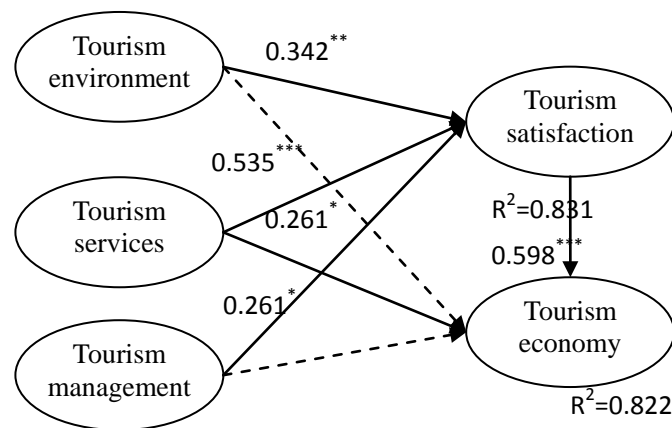 Tourism
environment
0.342**
Tourism
satisfaction
0.535***
Tourism
services
0.261*
R²=0.831
0.598***
0.261*
Tourism
management
Tourism
economy
R²=0.822